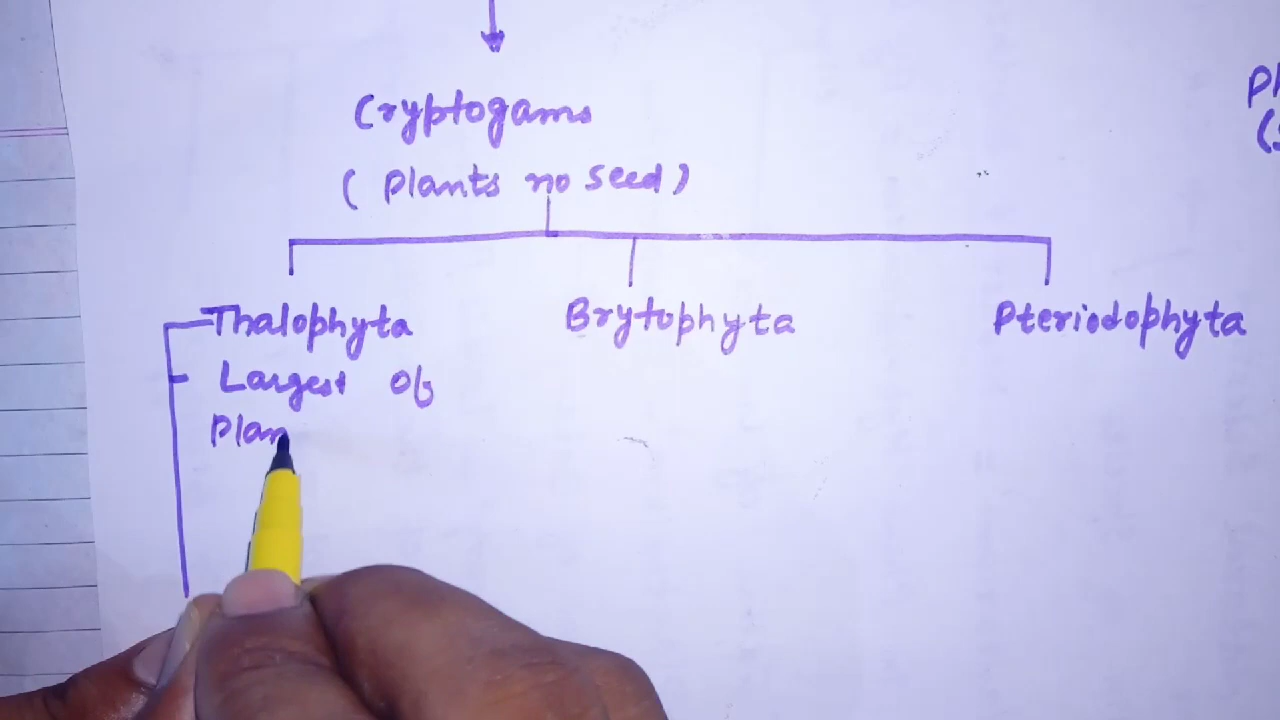 Cryptogams
(Plants no seed)
Thalophyta
Brytophyta
Pteriodophyta
Largest of
Plan